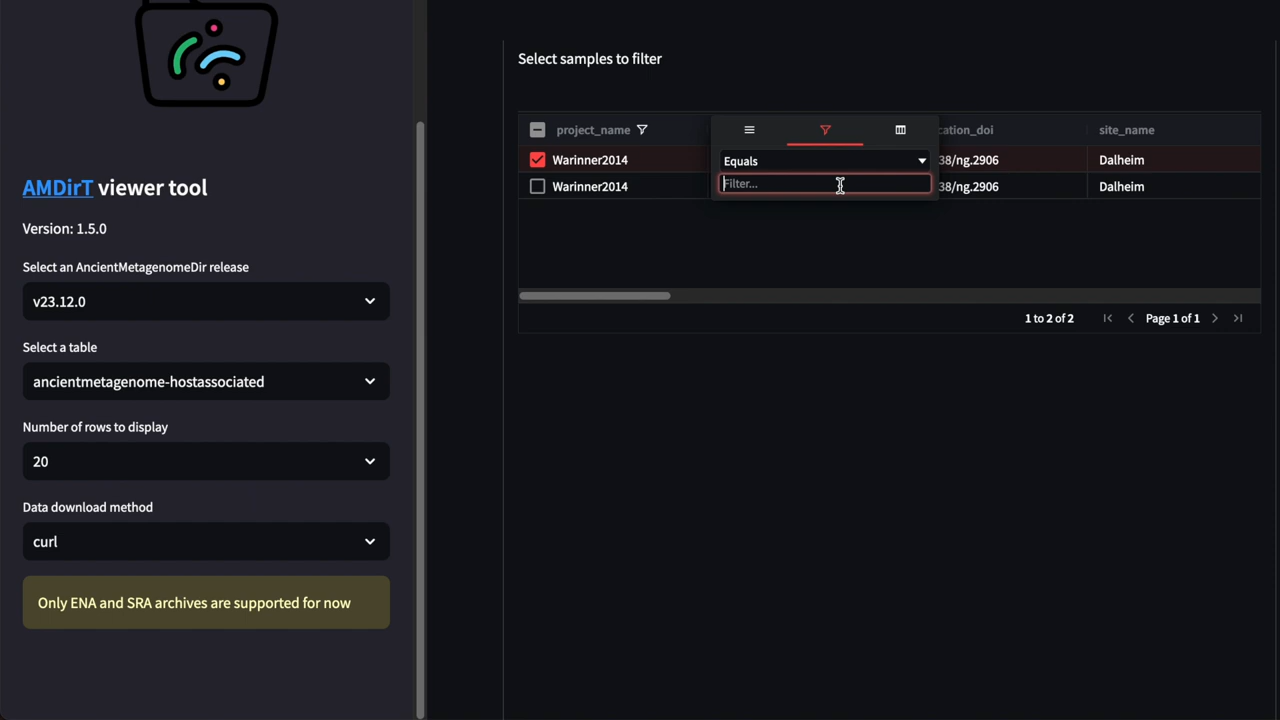 AMDirT viewer tool
Version: 1.5.0
Select an AncientMetagenomeDir release
v23.12.0
Select a table
ancientmetagenome-hostassociated
Number of rows to display
20
Data download method
curl
Only ENA and SRA archives are supported for now
Select samples to filter
project_name cation_doi site_name
Equals
Filter...
Warinner2014 38/ng.2906 Dalheim
Warinner2014 38/ng.2906 Dalheim
1 to 2 of 2 Page 1 of 1